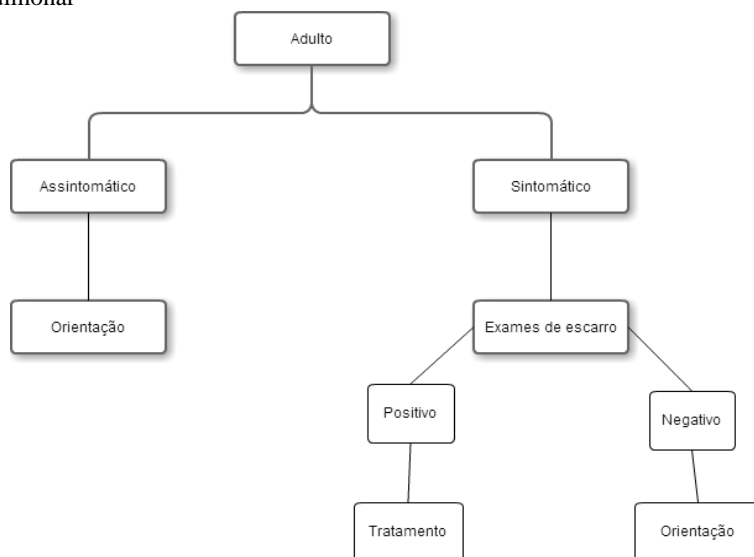 Adulto
Assintomático
Sintomático
Orientação
Exames de escarro
Positivo
Negativo
Tratamento
Orientação